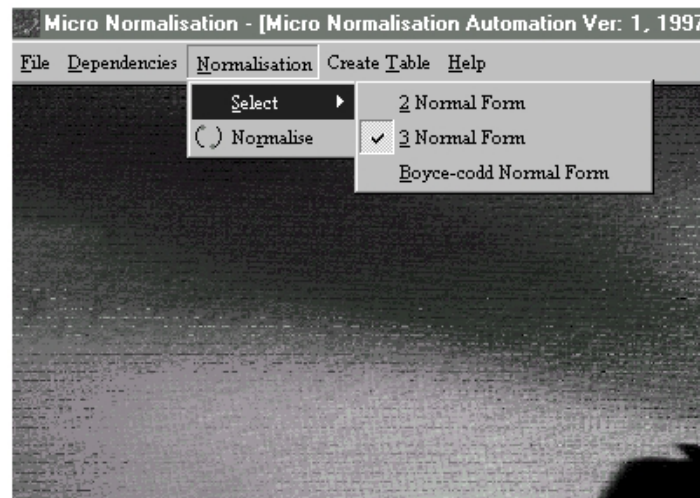 Micro Normalisation - [Micro Normalisation Automation Ver: 1, 1997
File Dependencies Normalisation Create Table Help
Select 2 Normal Form
Normalise 3 Normal Form
Boyce-codd Normal Form